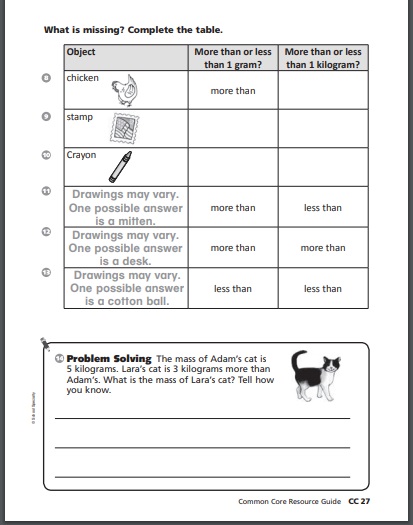 What is missing? Complete the table.
Object
More than or less
than 1 gram?
More than or less
than 1 kilogram?
8 chicken
more than
9 stamp
10 Crayon
11 Drawings may vary.
One possible answer
is a mitten.
more than
less than
12 Drawings may vary.
One possible answer
is a desk.
more than
more than
13 Drawings may vary.
One possible answer
is a cotton ball.
less than
less than
14 Problem Solving The mass of Adam's cat is
5 kilograms. Lara's cat is 3 kilograms more than
Adam's. What is the mass of Lara's cat? Tell how
you know.
Common Core Resource Guide CC 27